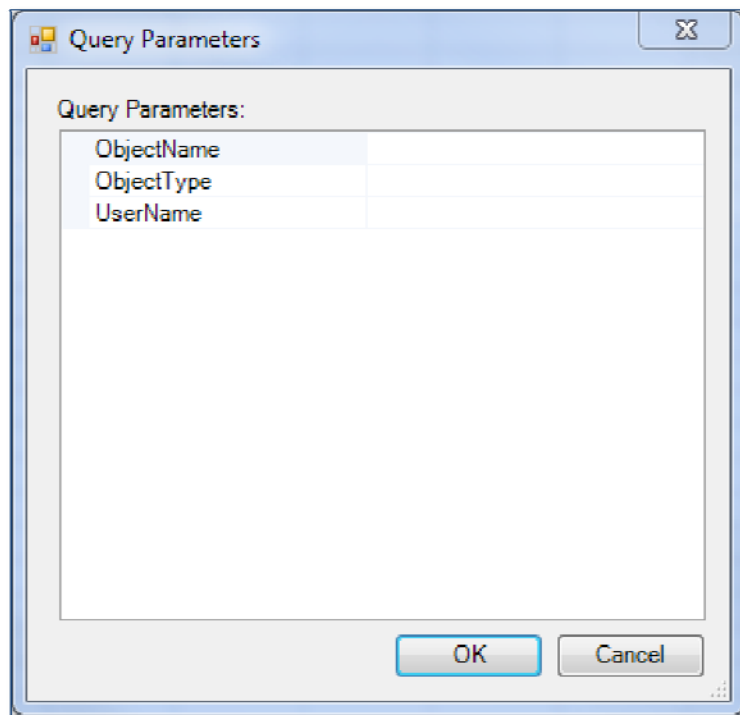 Query Parameters
Query Parameters:
ObjectName
ObjectType
UserName
OK
Cancel